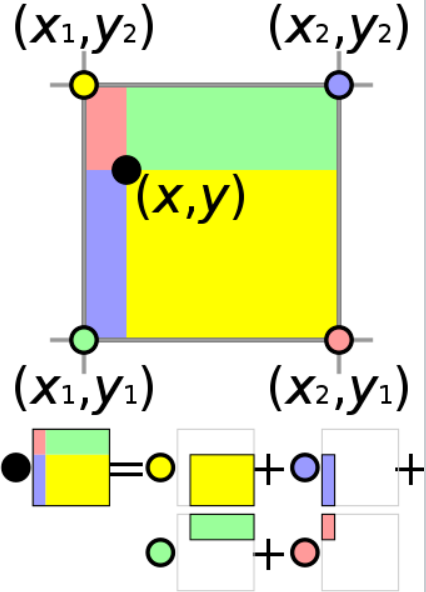 (x₁,y₂) (x₂,y₂)
(x,y)
(x₁,y₁) (x₂,y₁)
= + +
+